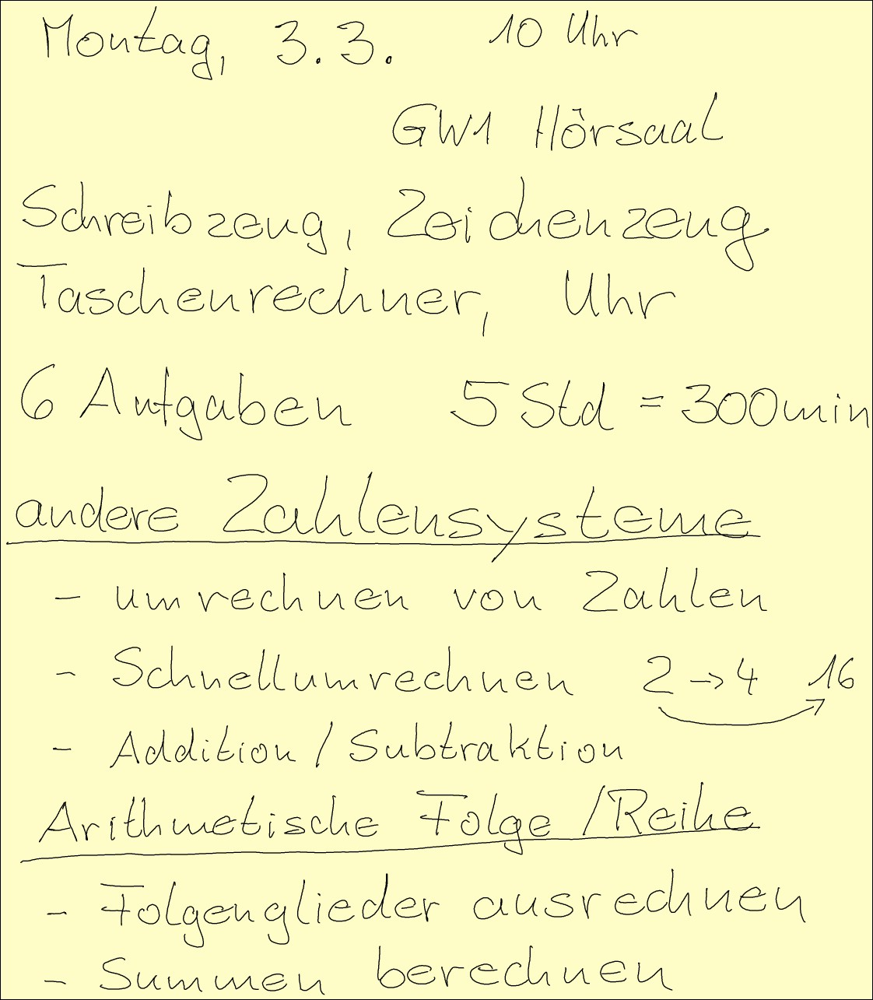 Montag, 3.3. 10 Uhr
GW1 Hörsaal
Schreibzeug, Zeichenzeug
Taschenrechner, Uhr
6 Aufgaben 5 Std = 300min
andere Zahlensysteme
- umrechnen von Zahlen
- Schnellumrechnen 2 → 4 16
- Addition / Subtraktion
Arithmetische Folge / Reihe
- Folgenglieder ausrechnen
- Summen berechnen